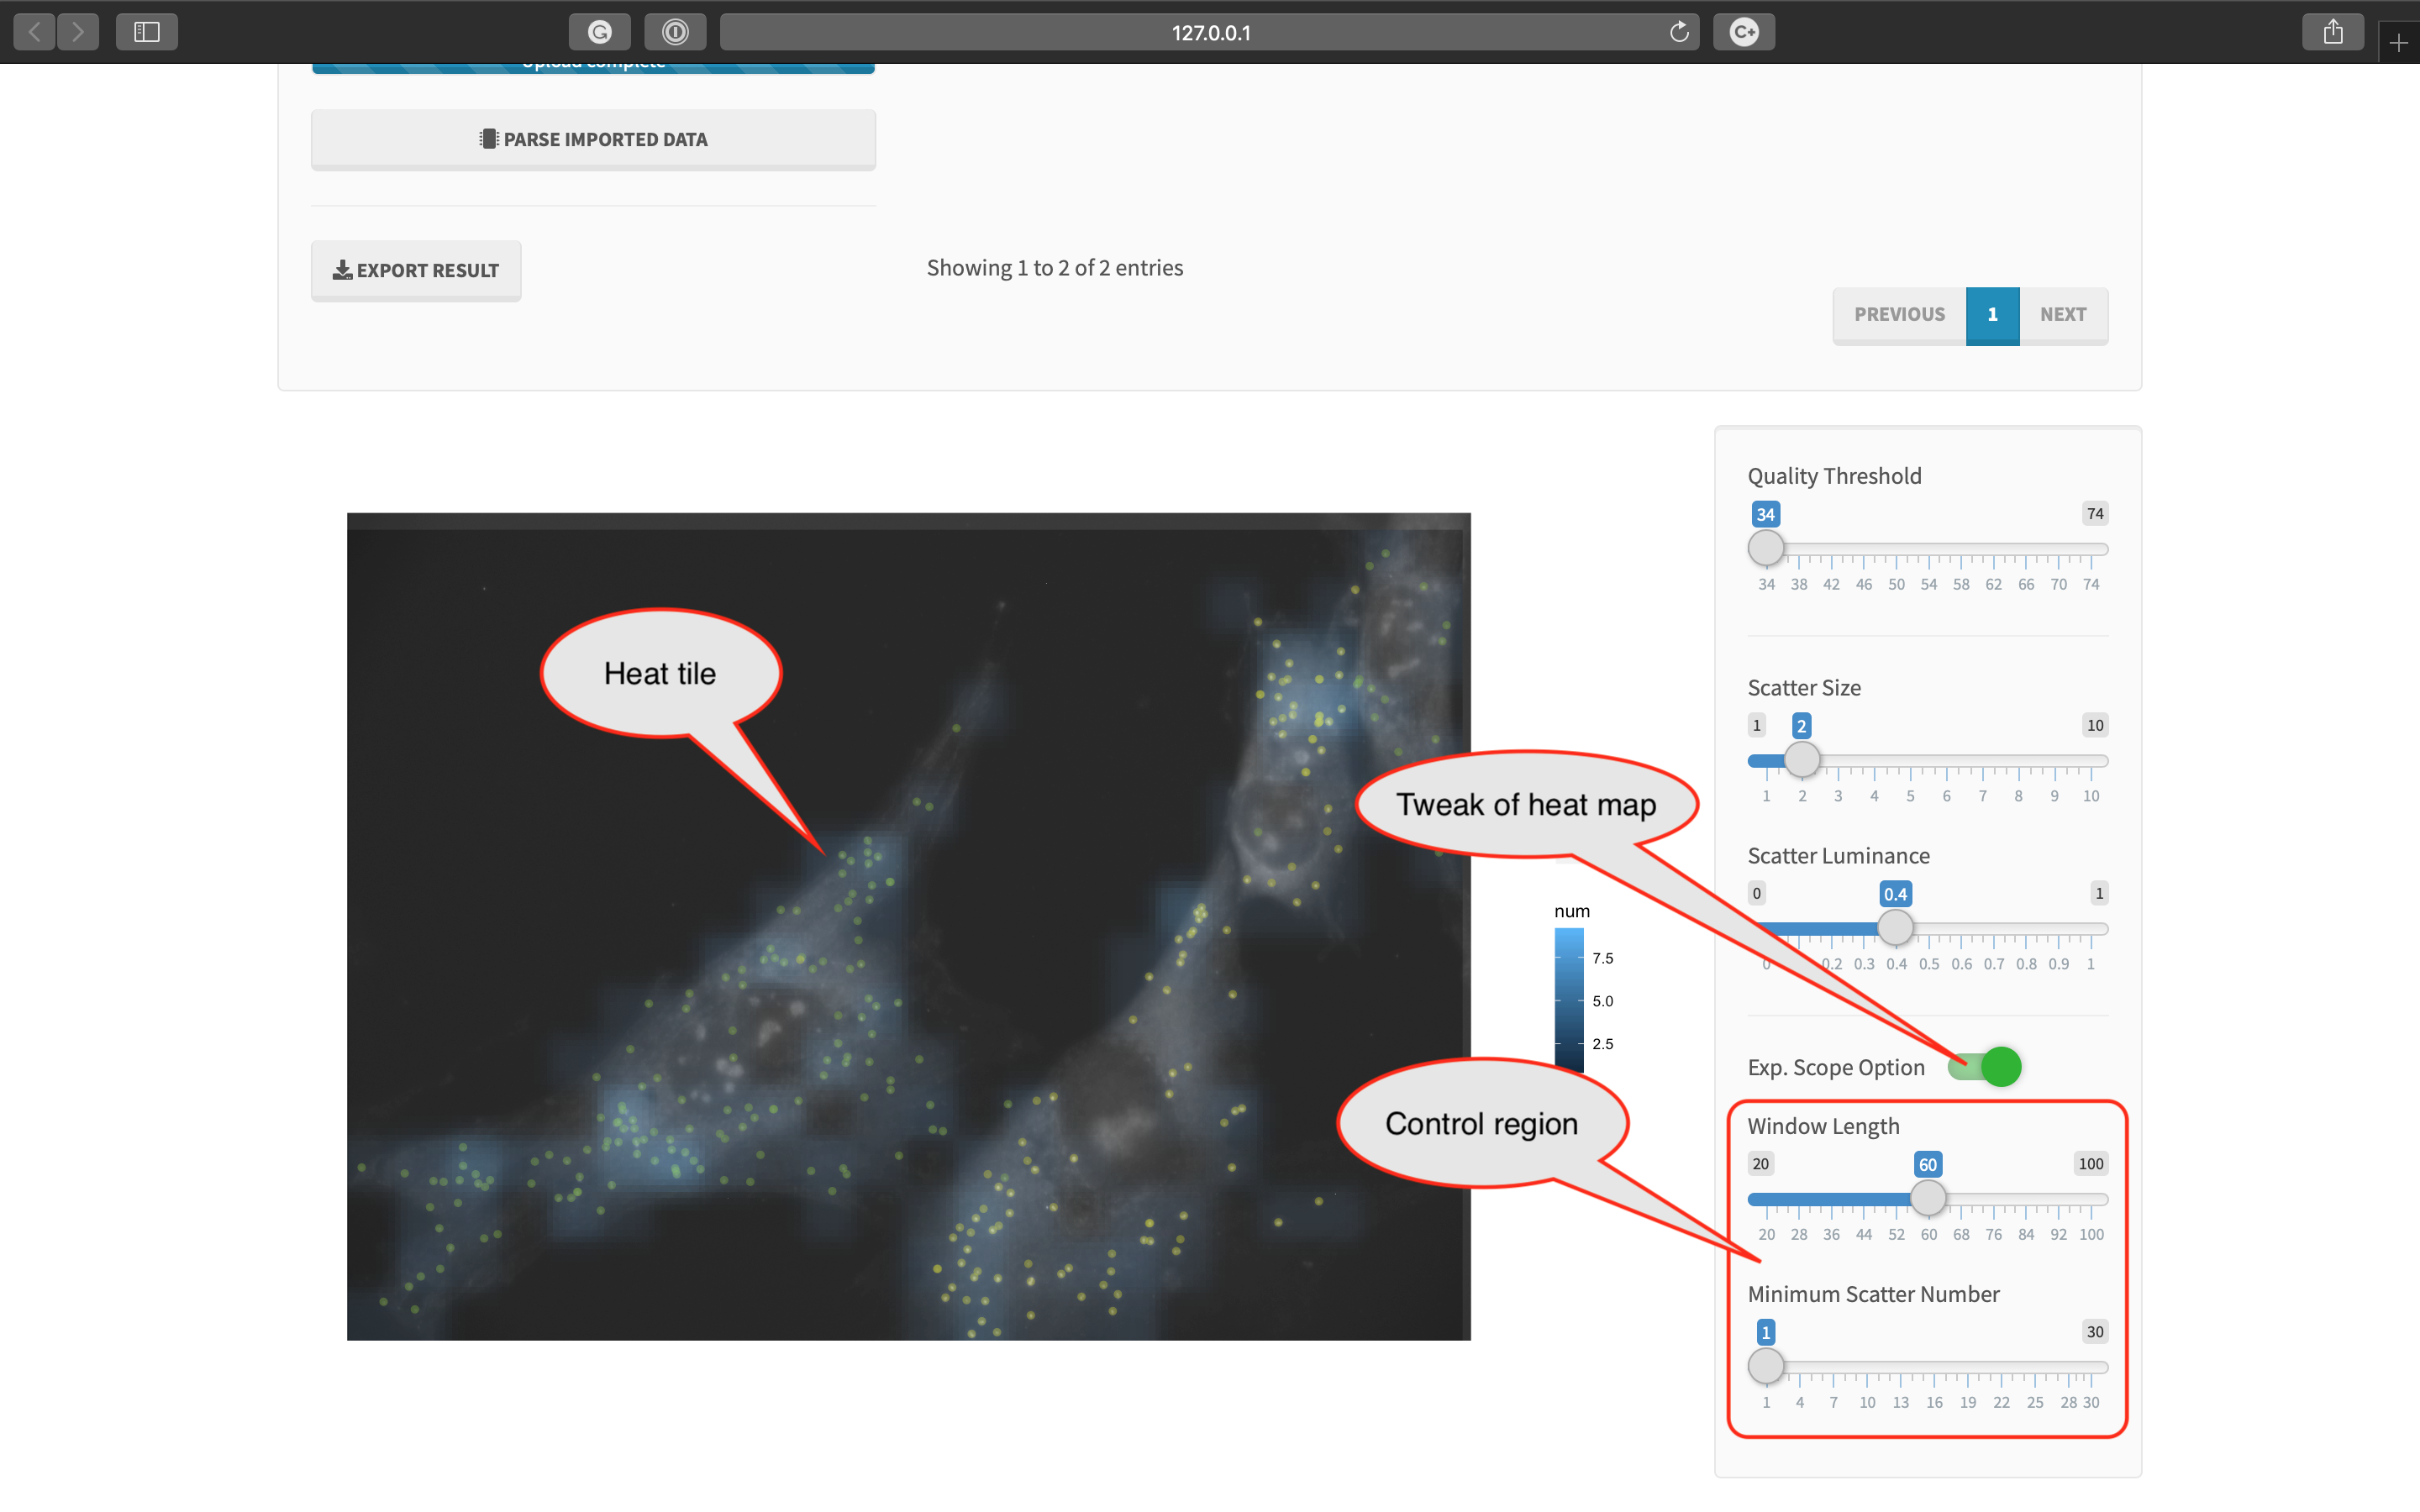 127.0.0.1
Upload complete
PARSE IMPORTED DATA
EXPORT RESULT
Showing 1 to 2 of 2 entries
PREVIOUS 1 NEXT
Quality Threshold
34 74
34 38 42 46 50 54 58 62 66 70 74
Heat tile
Scatter Size
1 2 10
1 2 3 4 5 6 7 8 9 10
Tweak of heat map
Scatter Luminance
0 0.4 1
0 0.2 0.3 0.4 0.5 0.6 0.7 0.8 0.9 1
num
7.5
5.0
2.5
Exp. Scope Option
Control region
Window Length
20 60 100
20 28 36 44 52 60 68 76 84 92 100
Minimum Scatter Number
1 30
1 4 7 10 13 16 19 22 25 28 30